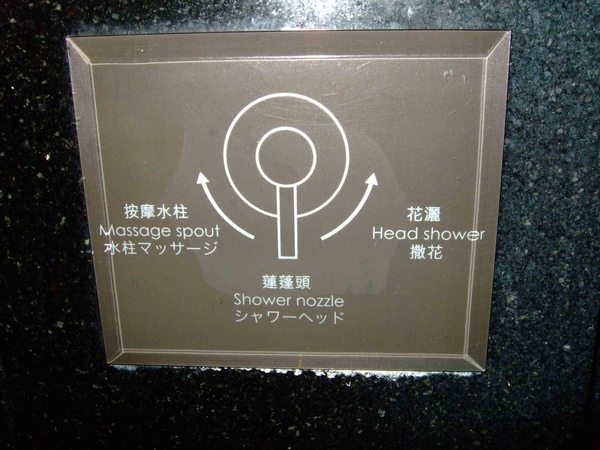 按摩水柱
Massage spout
水柱マッサージ
花灑
Head shower
撒花
蓮蓬頭
Shower nozzle
シャワーヘッド